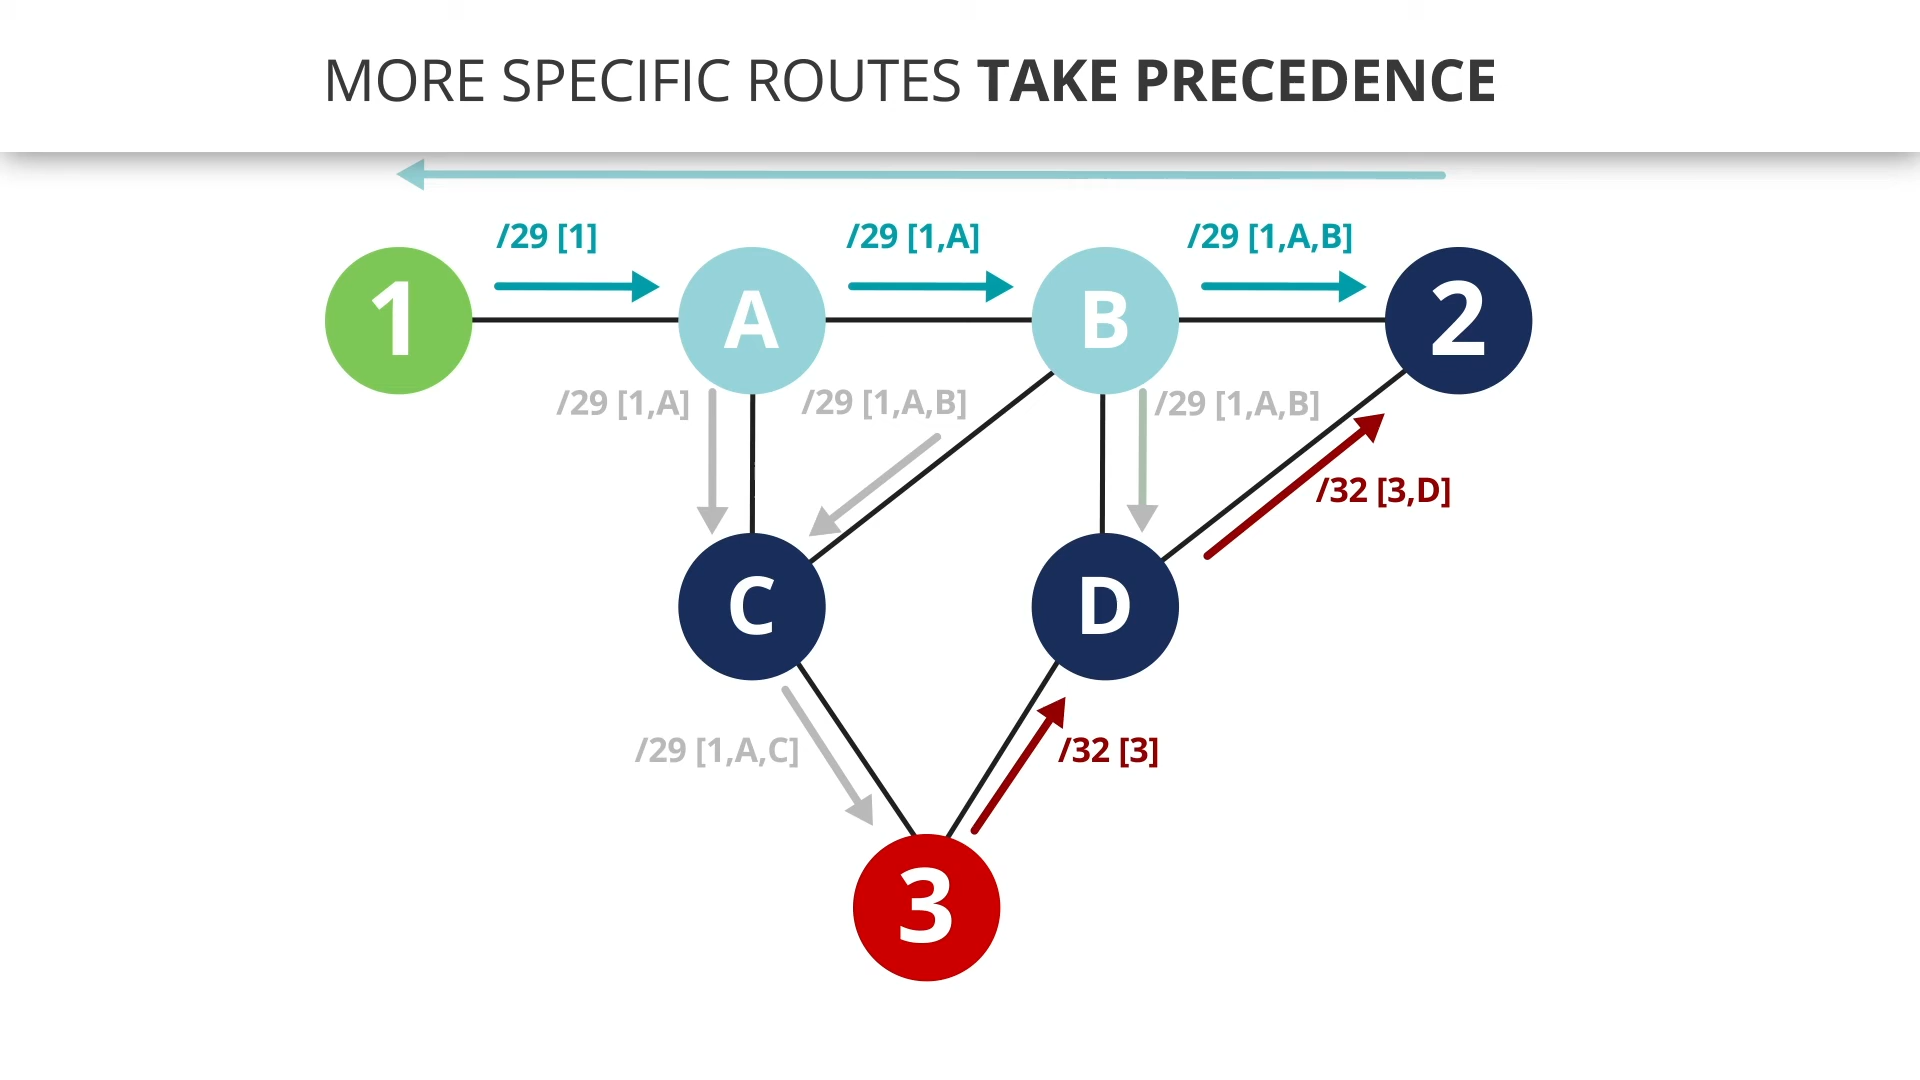 MORE SPECIFIC ROUTES TAKE PRECEDENCE
/29 [1]
/29 [1,A]
/29 [1,A,B]
1
A
B
2
/29 [1,A]
/29 [1,A,B]
/29 [1,A,B]
/32 [3,D]
C
D
/29 [1,A,C]
/32 [3]
3